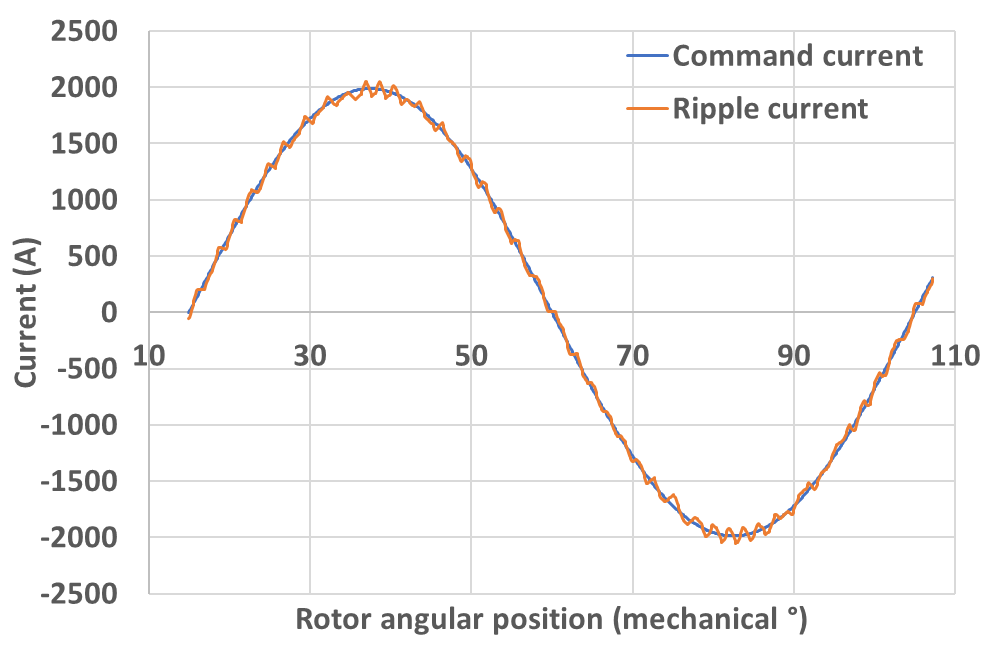 2500
2000
1500
1000
500
0
-500
-1000
-1500
-2000
-2500
10 30 50 70 90 110
Command current
Ripple current
Current (A)
Rotor angular position (mechanical °)